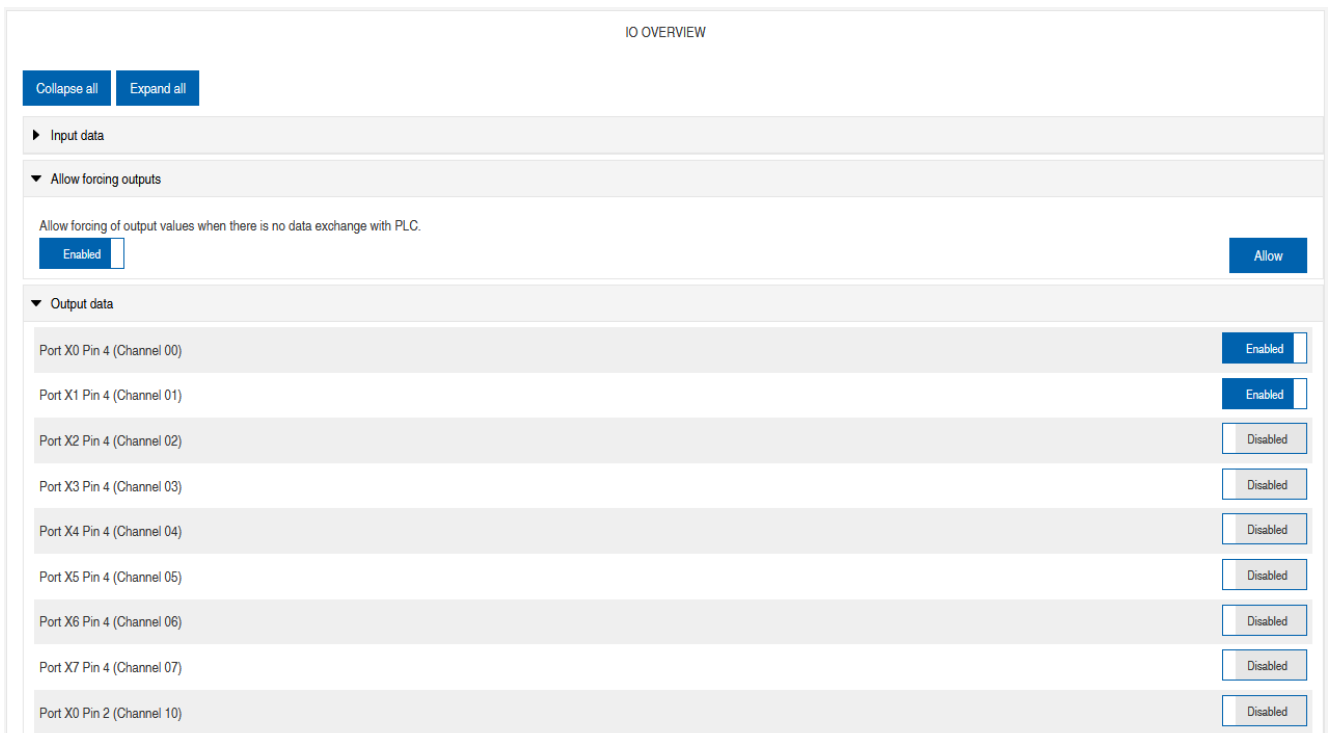 IO OVERVIEW
Collapse all Expand all
Input data
Allow forcing outputs
Allow forcing of output values when there is no data exchange with PLC.
Enabled Allow
Output data
Port X0 Pin 4 (Channel 00) Enabled
Port X1 Pin 4 (Channel 01) Enabled
Port X2 Pin 4 (Channel 02) Disabled
Port X3 Pin 4 (Channel 03) Disabled
Port X4 Pin 4 (Channel 04) Disabled
Port X5 Pin 4 (Channel 05) Disabled
Port X6 Pin 4 (Channel 06) Disabled
Port X7 Pin 4 (Channel 07) Disabled
Port X0 Pin 2 (Channel 10) Disabled